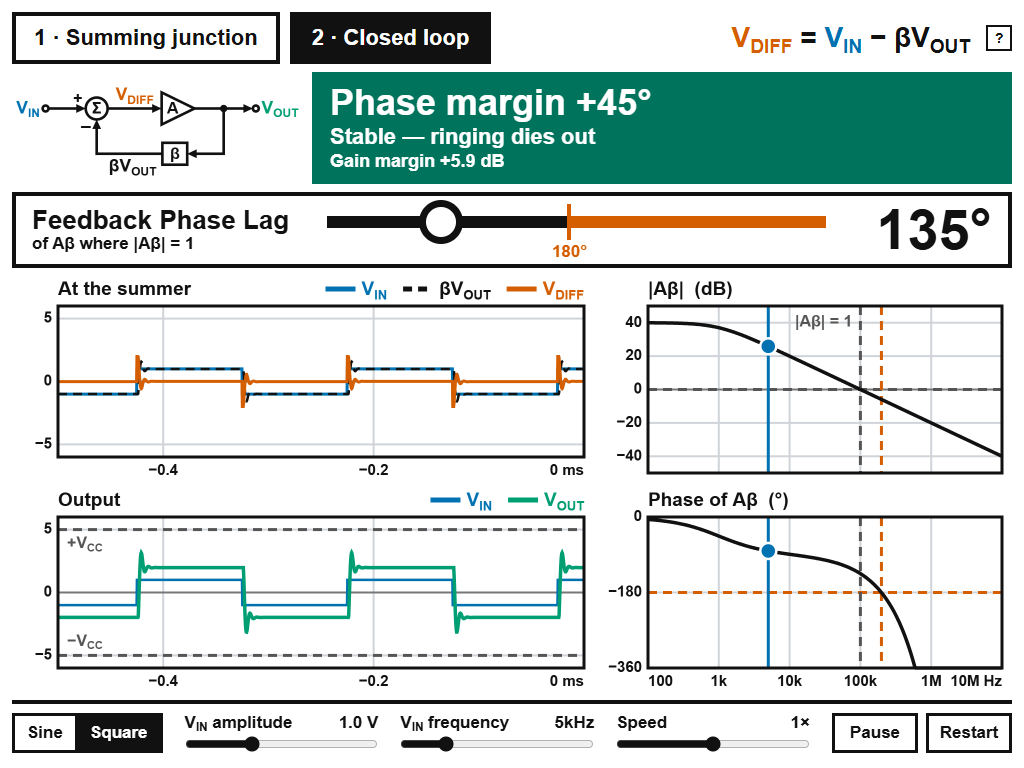 1 · Summing junction
2 · Closed loop
VDIFF = VIN − βVOUT
?
VIN
+
Σ
−
VDIFF
A
VOUT
β
βVOUT
Phase margin +45°
Stable — ringing dies out
Gain margin +5.9 dB
Feedback Phase Lag
of Aβ where |Aβ| = 1
180°
135°
At the summer
VIN
βVOUT
VDIFF
5
0
−5
−0.4
−0.2
0 ms
|Aβ| (dB)
|Aβ| = 1
40
20
0
−20
−40
Output
VIN
VOUT
5
+VCC
0
−VCC
−5
−0.4
−0.2
0 ms
Phase of Aβ (°)
0
−180
−360
100
1k
10k
100k
1M
10M Hz
Sine
Square
VIN amplitude
1.0 V
VIN frequency
5kHz
Speed
1×
Pause
Restart